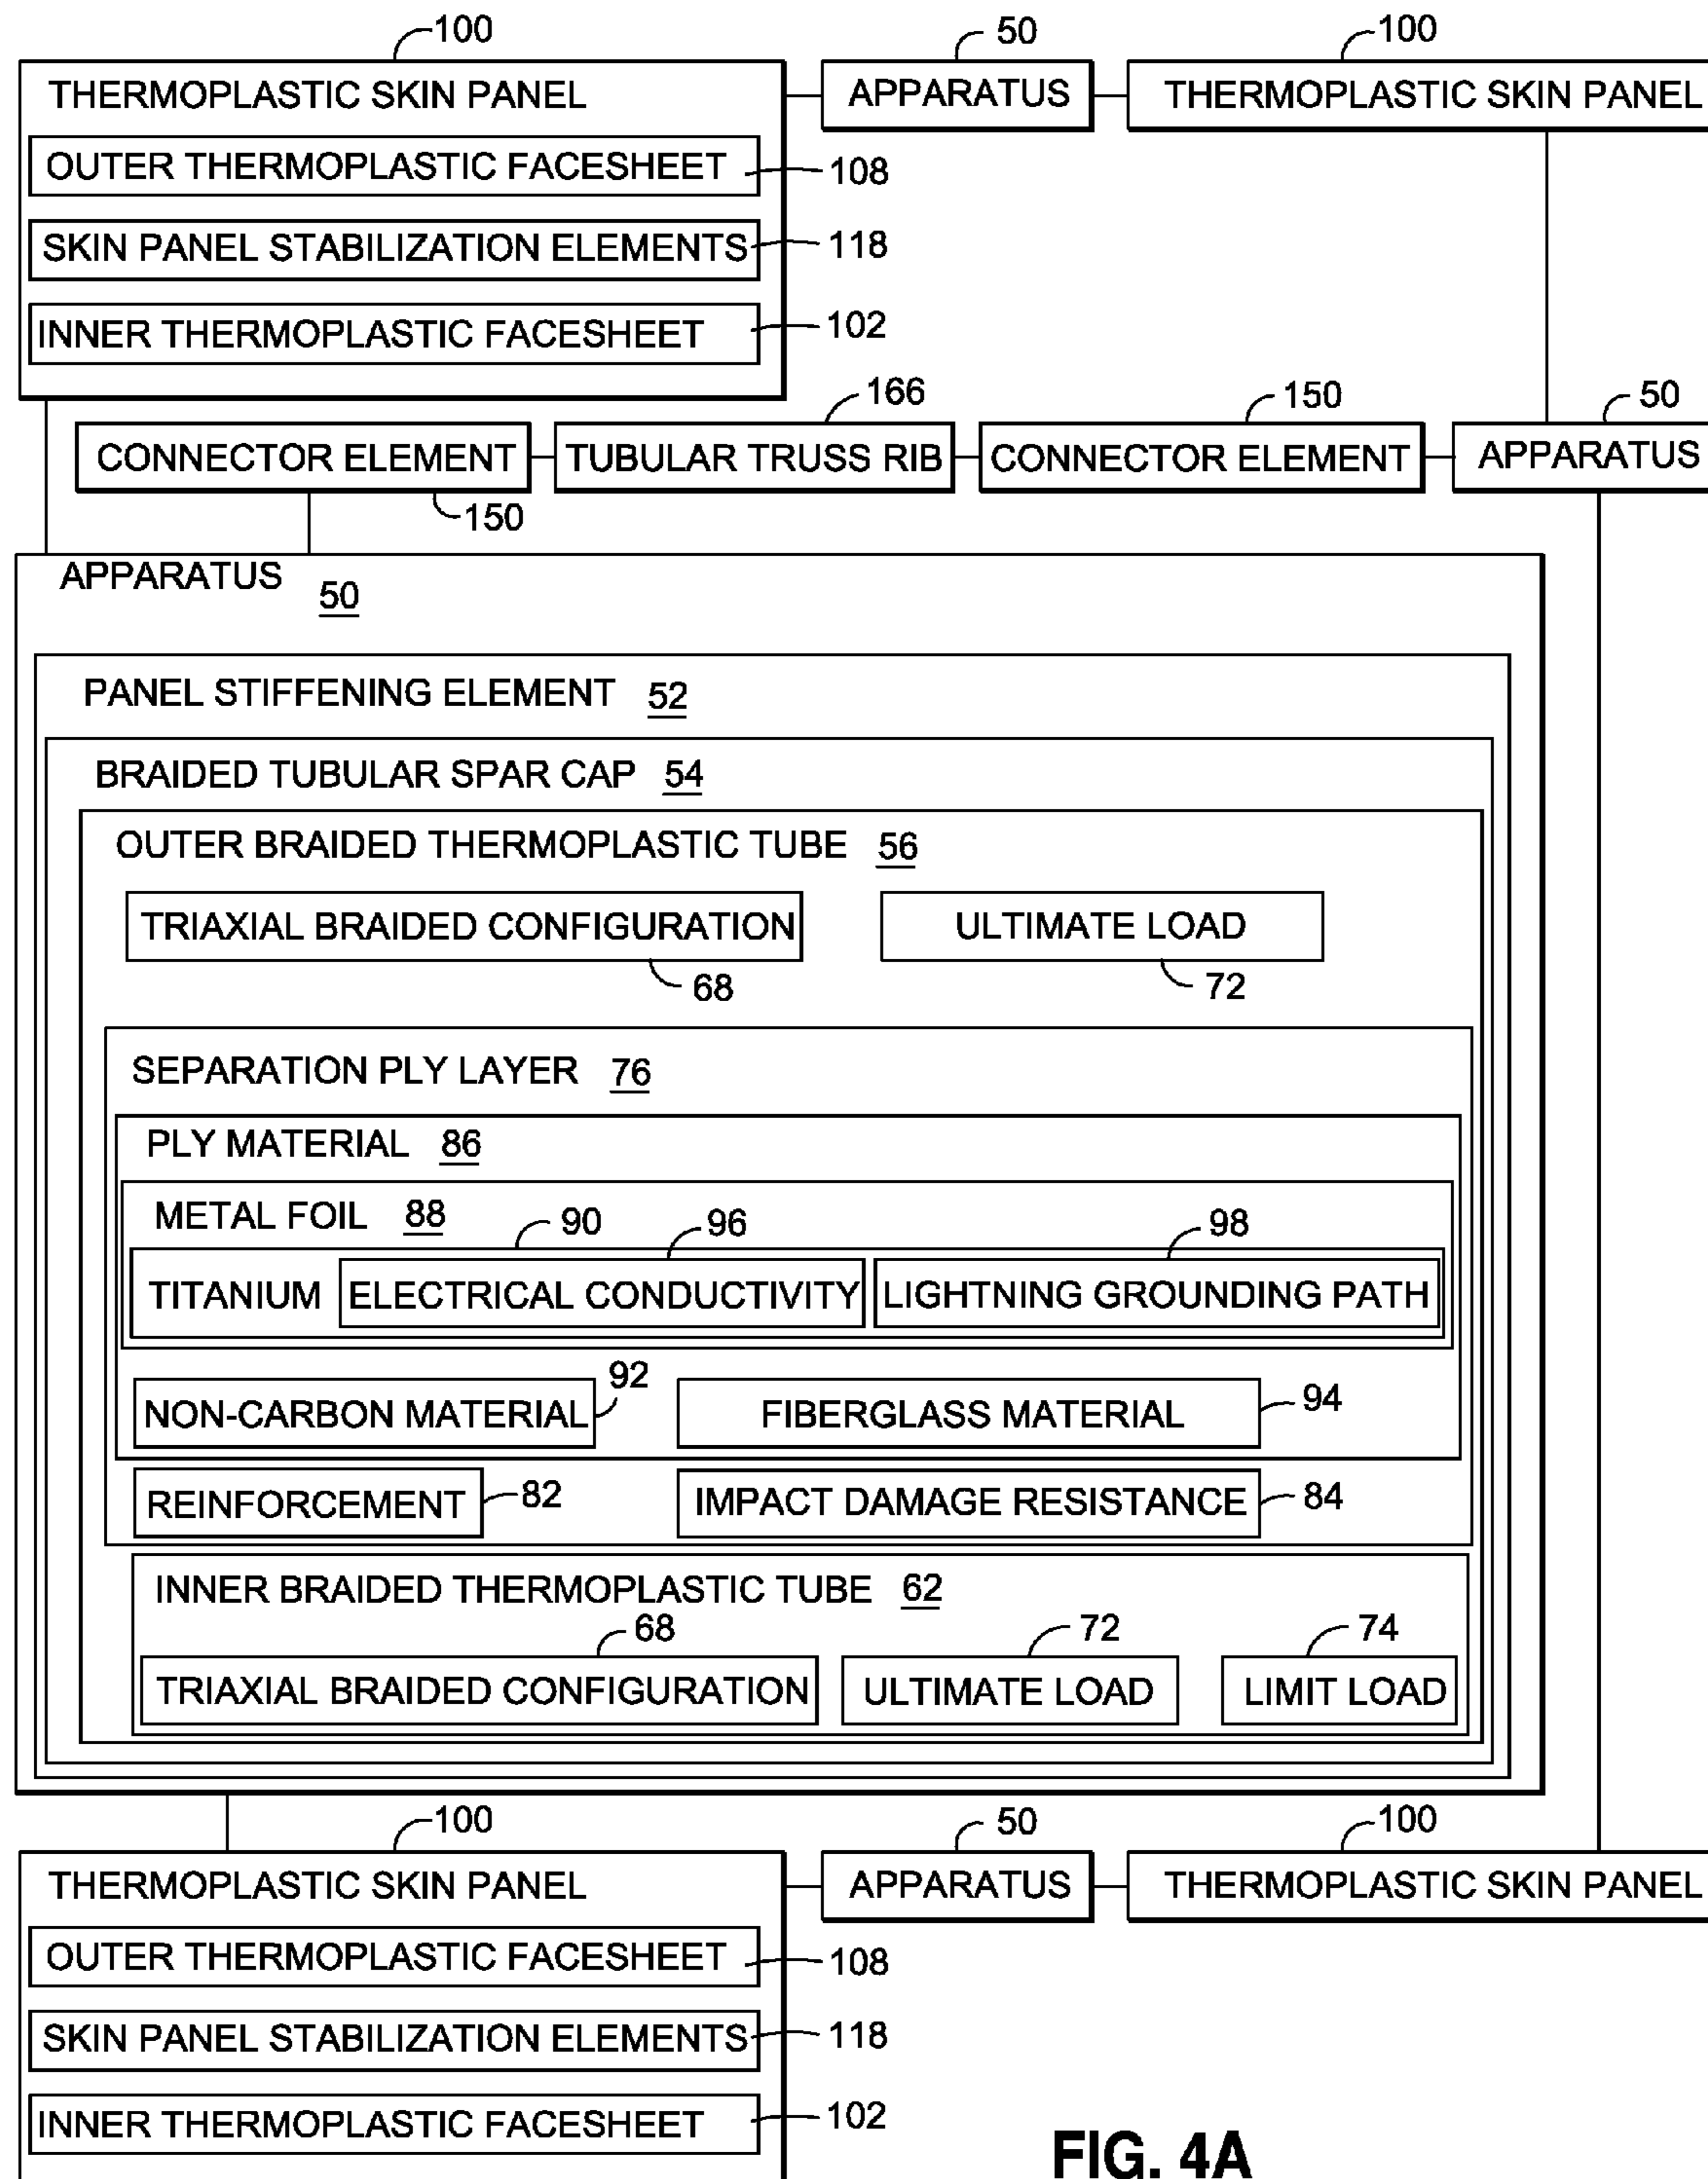 100 50 100
THERMOPLASTIC SKIN PANEL APPARATUS THERMOPLASTIC SKIN PANEL
OUTER THERMOPLASTIC FACESHEET 108
SKIN PANEL STABILIZATION ELEMENTS 118
INNER THERMOPLASTIC FACESHEET 102
166 150 50
CONNECTOR ELEMENT TUBULAR TRUSS RIB CONNECTOR ELEMENT APPARATUS
150
APPARATUS 50
PANEL STIFFENING ELEMENT 52
BRAIDED TUBULAR SPAR CAP 54
OUTER BRAIDED THERMOPLASTIC TUBE 56
TRIAXIAL BRAIDED CONFIGURATION ULTIMATE LOAD
68 72
SEPARATION PLY LAYER 76
PLY MATERIAL 86
METAL FOIL 88 90 96 98
TITANIUM ELECTRICAL CONDUCTIVITY LIGHTNING GROUNDING PATH
NON-CARBON MATERIAL 92 FIBERGLASS MATERIAL 94
REINFORCEMENT 82 IMPACT DAMAGE RESISTANCE 84
INNER BRAIDED THERMOPLASTIC TUBE 62
68 72 74
TRIAXIAL BRAIDED CONFIGURATION ULTIMATE LOAD LIMIT LOAD
100 50 100
THERMOPLASTIC SKIN PANEL APPARATUS THERMOPLASTIC SKIN PANEL
OUTER THERMOPLASTIC FACESHEET 108
SKIN PANEL STABILIZATION ELEMENTS 118
INNER THERMOPLASTIC FACESHEET 102
FIG. 4A